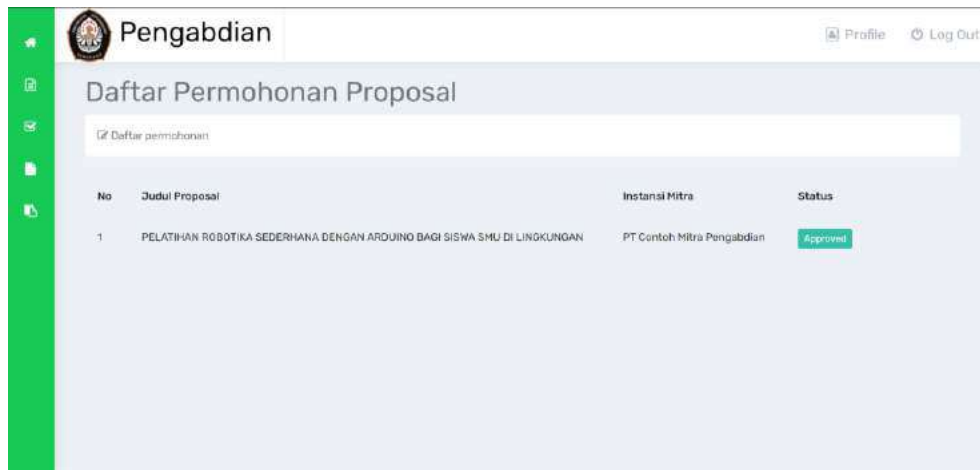 Pengabdian
Profile Log Out
Daftar Permohonan Proposal
Daftar permohonan
No Judul Proposal Instansi Mitra Status
1 PELATIHAN ROBOTIKA SEDERHANA DENGAN ARDUINO BAGI SISWA SMU DI LINGKUNGAN PT Contoh Mitra Pengabdian Approved